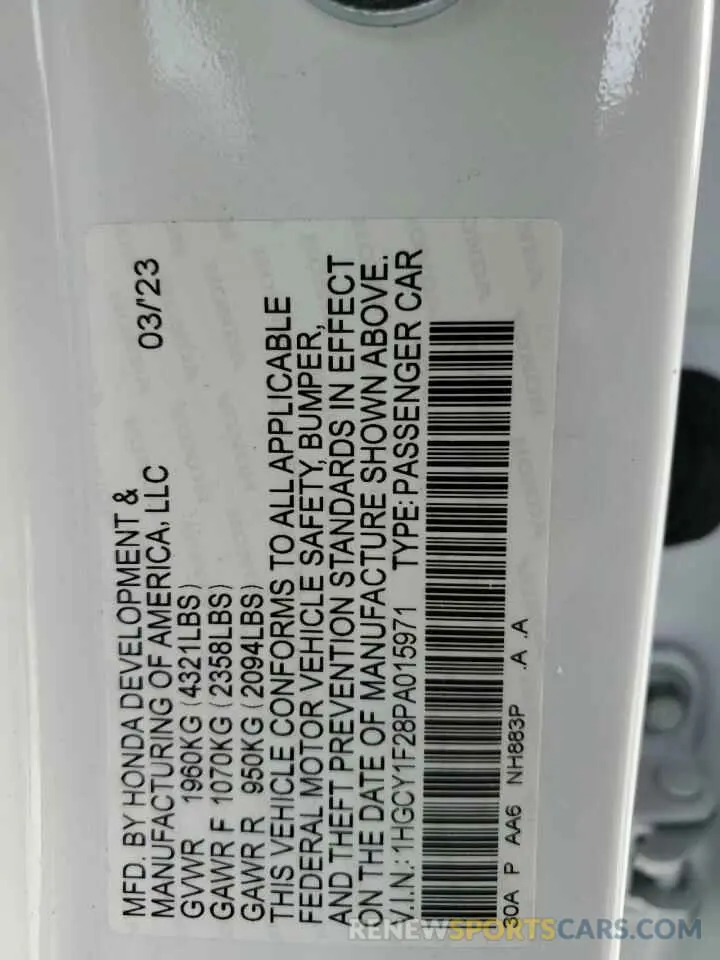 MFD. BY HONDA DEVELOPMENT & 03/'23
MANUFACTURING OF AMERICA, LLC
GVWR 1960KG (4321LBS)
GAWR F 1070KG (2358LBS)
GAWR R 950KG (2094LBS)
THIS VEHICLE CONFORMS TO ALL APPLICABLE
FEDERAL MOTOR VEHICLE SAFETY, BUMPER,
AND THEFT PREVENTION STANDARDS IN EFFECT
ON THE DATE OF MANUFACTURE SHOWN ABOVE.
V.I.N.: 1HGCY1F28PA015971 TYPE: PASSENGER CAR
30A P AA6 NH883P .A .A
RENEWSPORTSCARS.COM